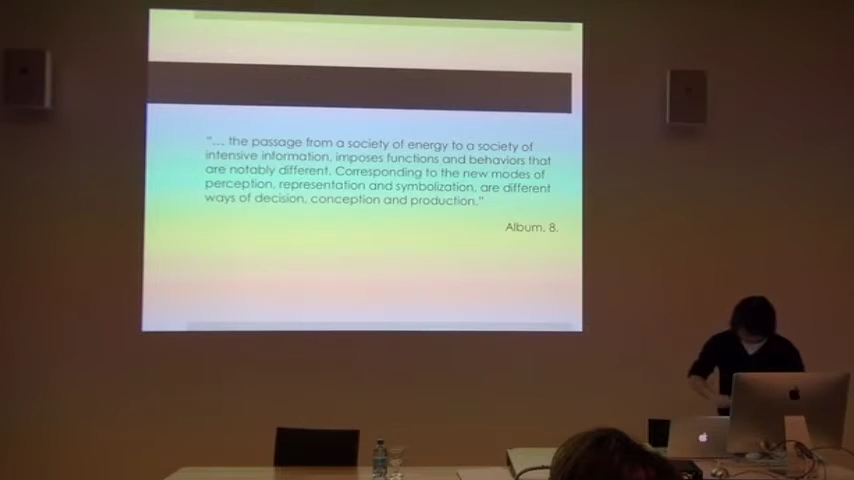 "... the passage from a society of energy to a society of
intensive information, imposes functions and behaviors that
are notably different. Corresponding to the new modes of
perception, representation and symbolization, are different
ways of decision, conception and production."
Album. 8.